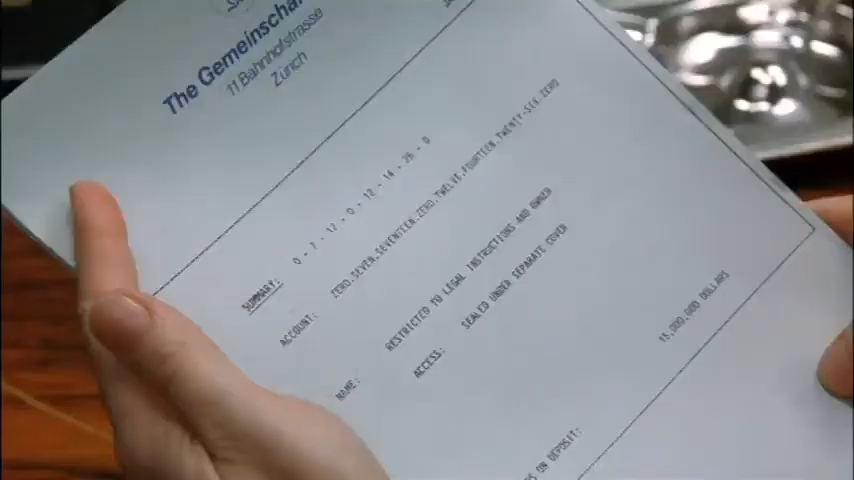 The Gemeinschaf
11 Bahnhofstrasse
Zürich
SUMMARY: 0 - 7 - 17 - 0 - 12 - 14 - 26 - 0
ACCOUNT: ZERO.SEVEN.SEVENTEEN.ZERO.TWELVE.FOURTEEN.TWENTY-SIX.ZERO
NAME: RESTRICTED TO LEGAL INSTRUCTIONS AND OWNER
ACCESS: SEALED UNDER SEPARATE COVER
ON DEPOSIT: 15,000,000 DOLLARS